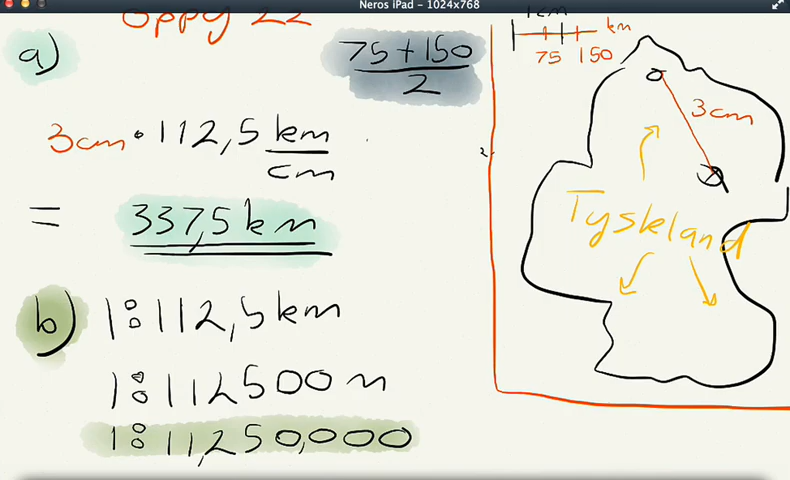 Neros iPad - 1024x768
oppg 22
a)
75 + 150
2
3cm • 112,5 km
cm
= 337,5 km
b) 1:112,5 km
1:112500 m
1:11,250,000
1cm
km
75 150
3cm
Tyskland